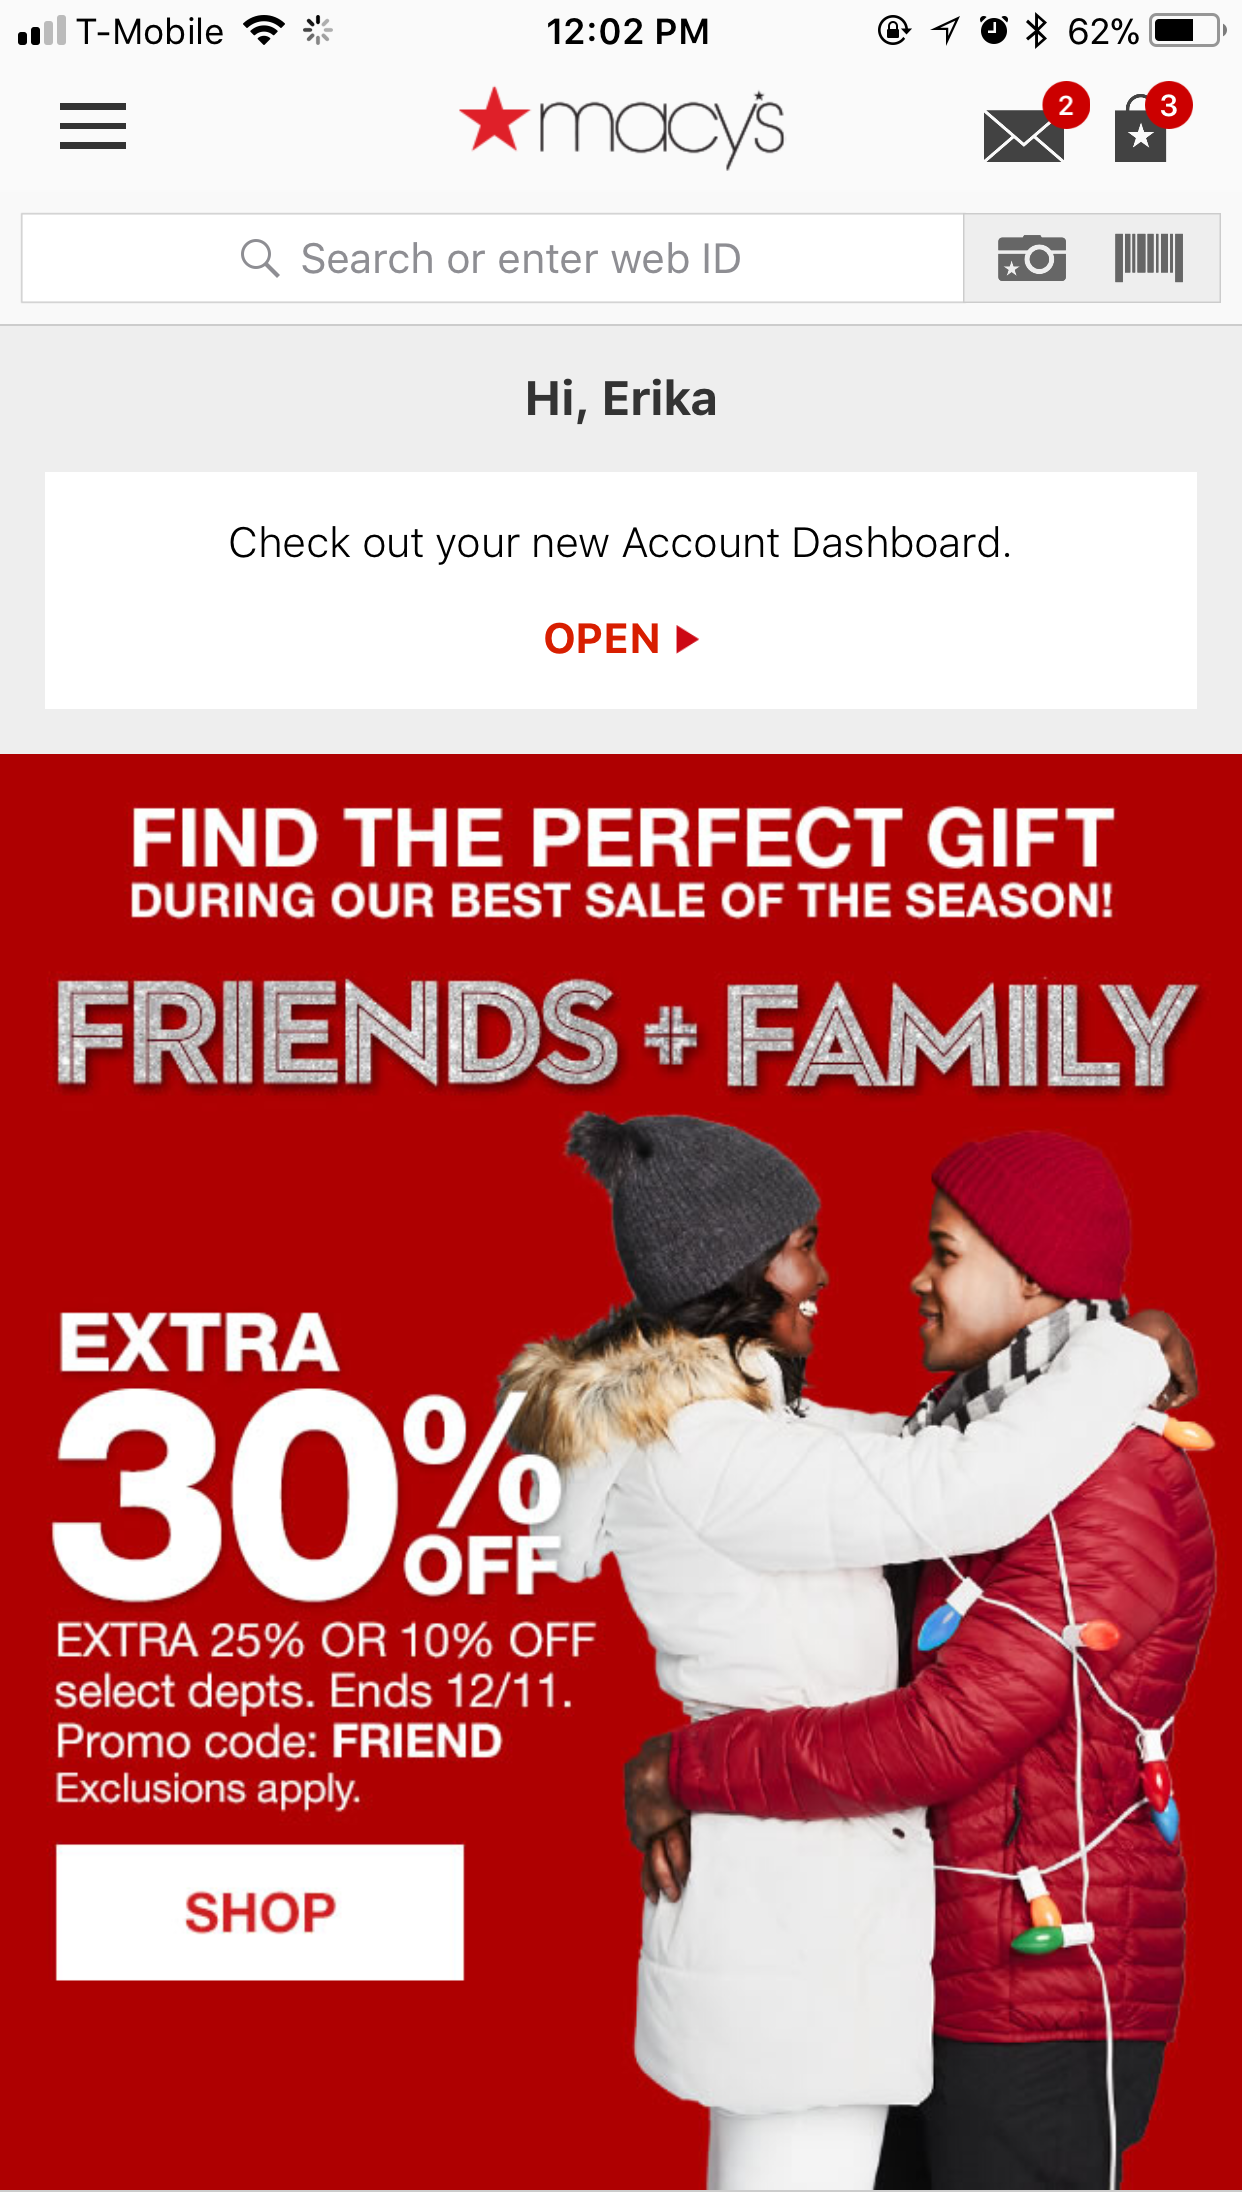 T-Mobile 12:02 PM 62%
macy's 2 3
Search or enter web ID
Hi, Erika
Check out your new Account Dashboard.
OPEN
FIND THE PERFECT GIFT
DURING OUR BEST SALE OF THE SEASON!
FRIENDS + FAMILY
EXTRA
30% OFF
EXTRA 25% OR 10% OFF
select depts. Ends 12/11.
Promo code: FRIEND
Exclusions apply.
SHOP